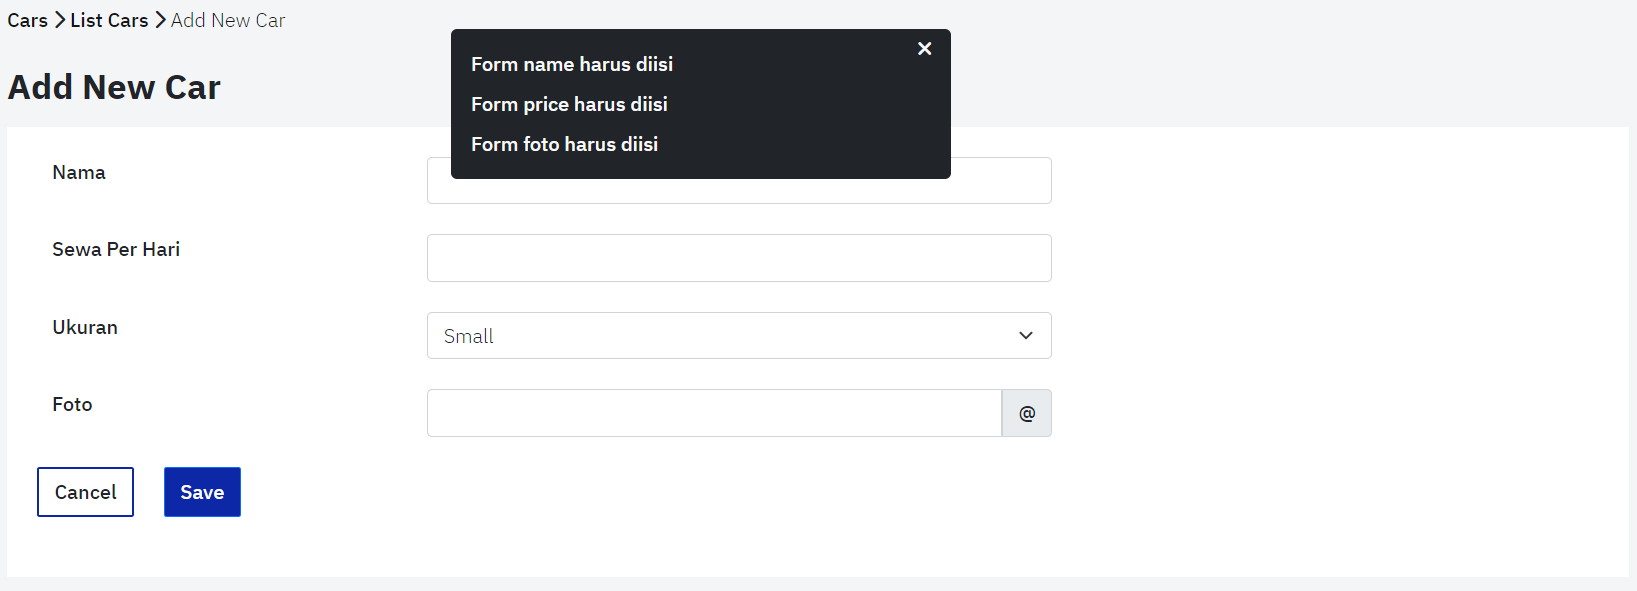 Cars > List Cars > Add New Car
Add New Car
Form name harus diisi
Form price harus diisi
Form foto harus diisi
Nama
Sewa Per Hari
Ukuran
Small
Foto
@
Cancel
Save